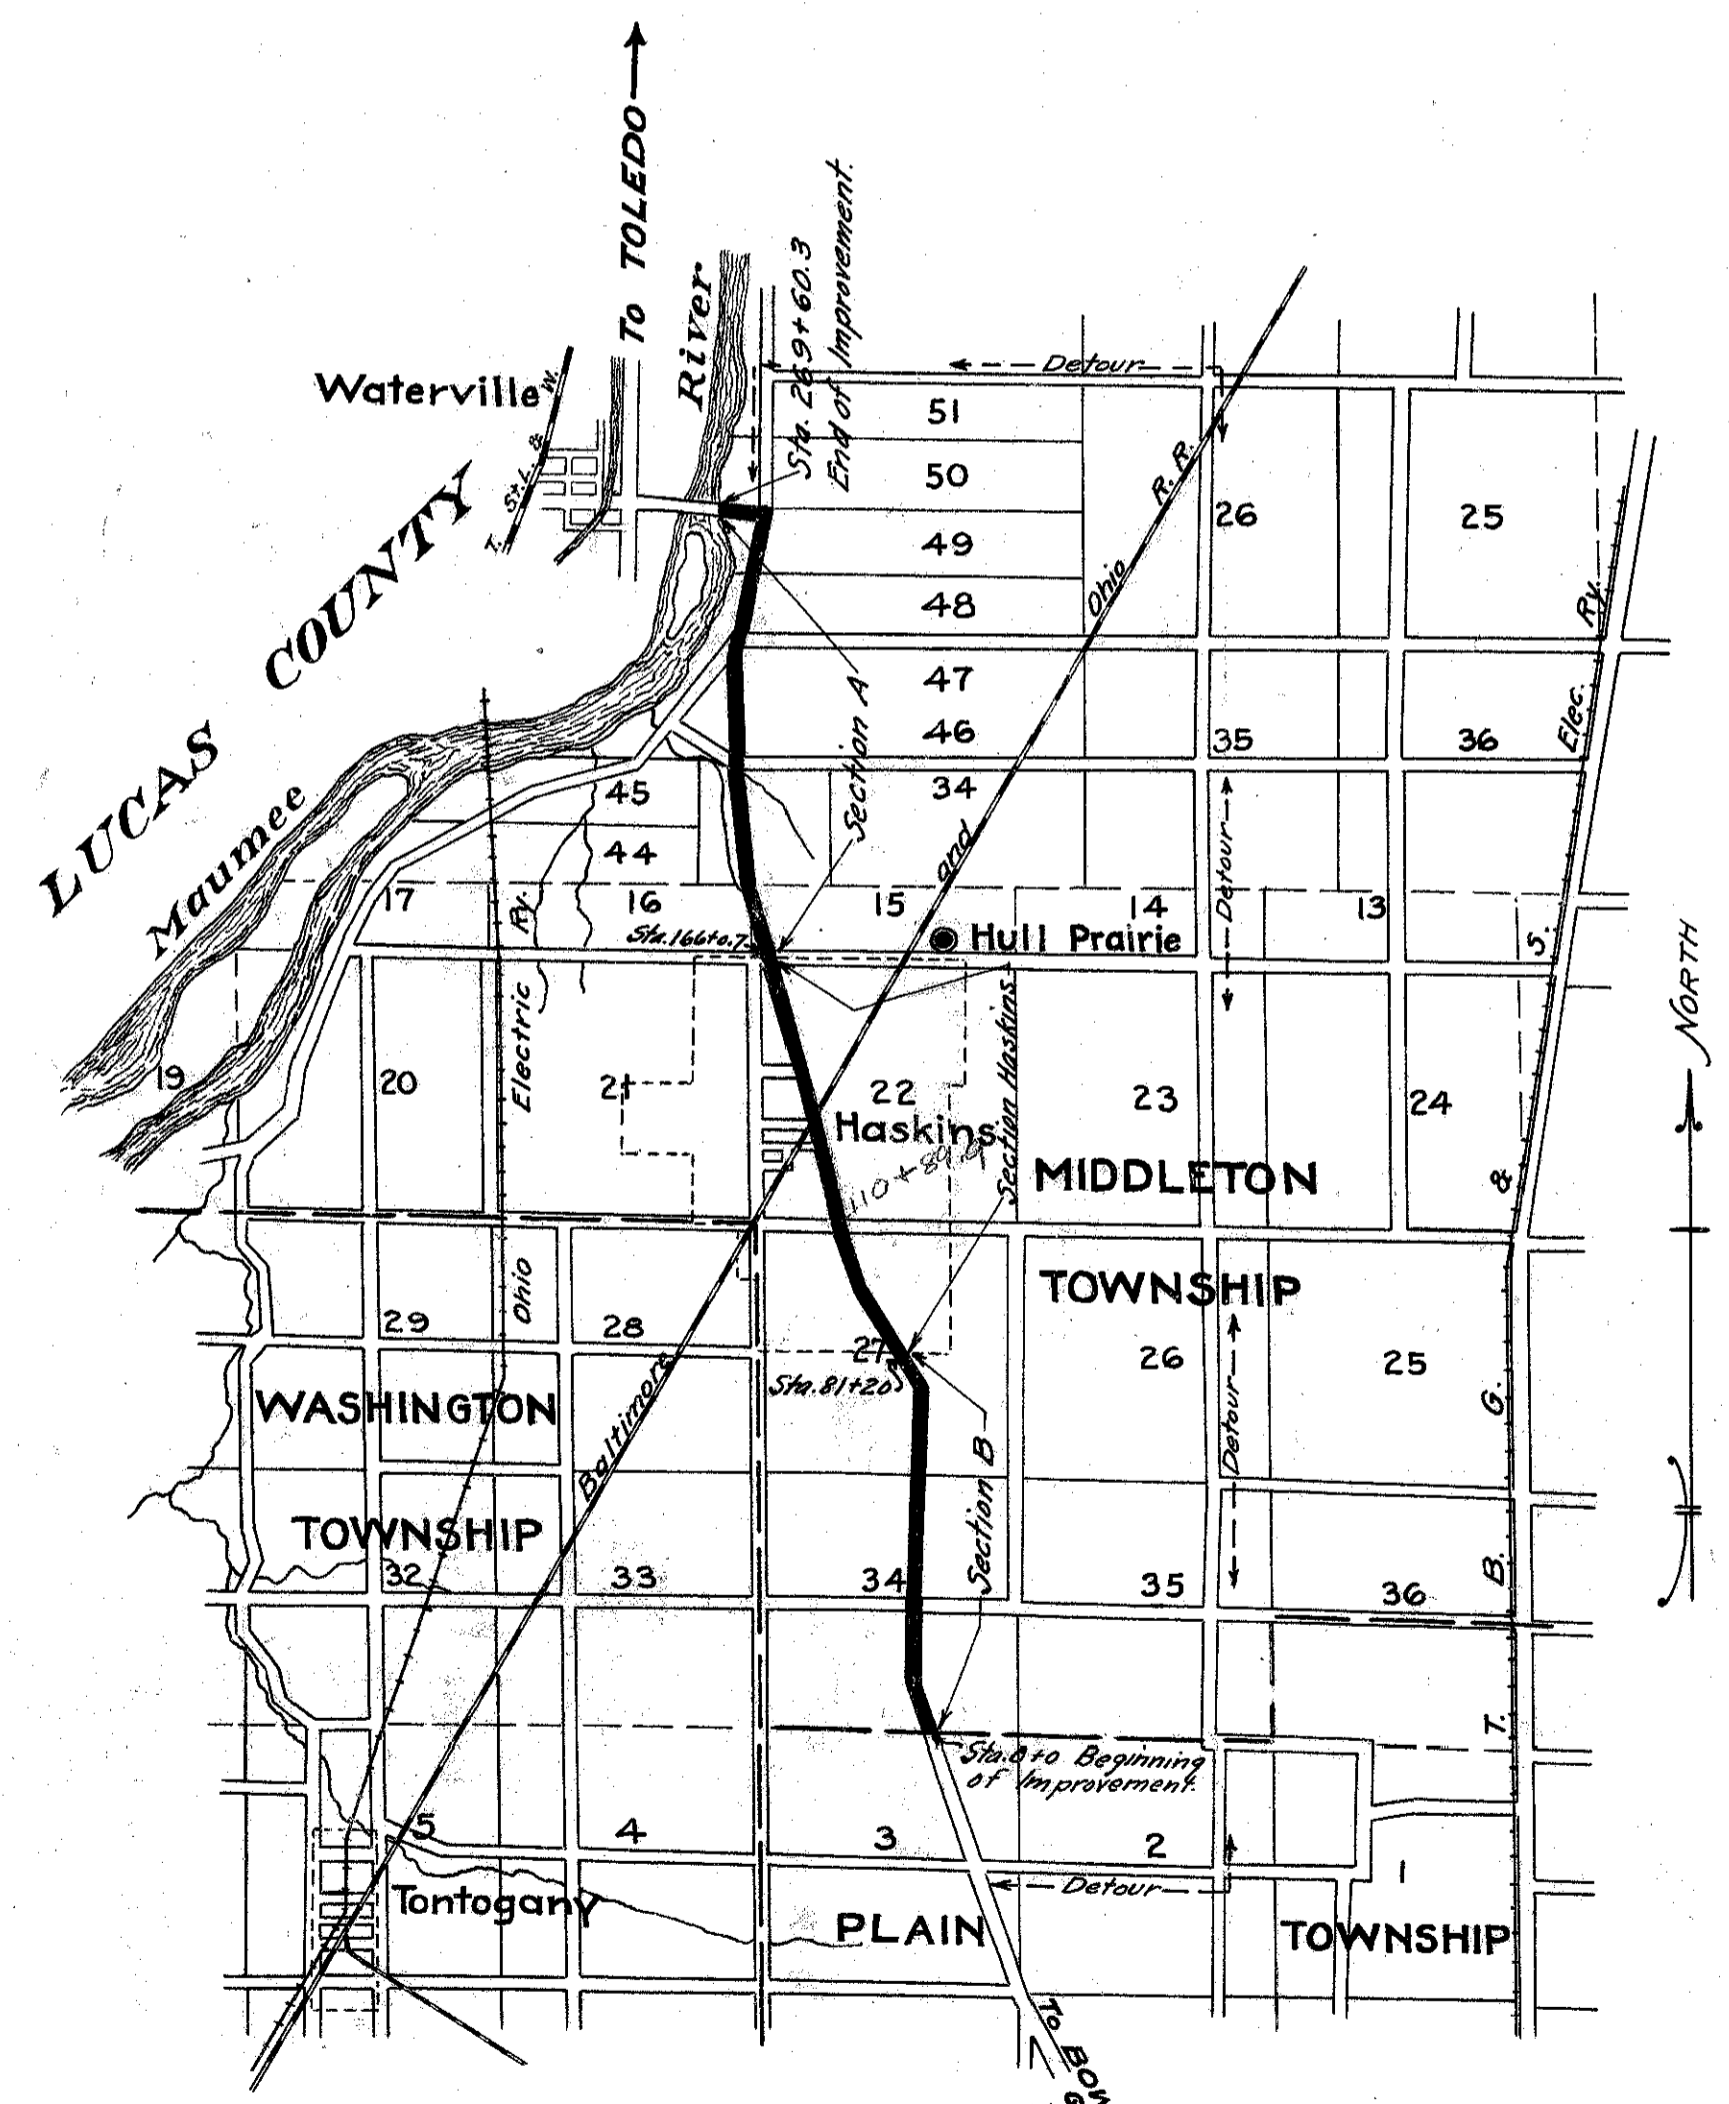 To TOLEDO
River
Sta. 269+60.3
End of Improvement.
Waterville
T. St.L. & W.
LUCAS COUNTY
Maumee
Detour
51
50
49
48
47
46
26
25
Baltimore and Ohio R. R.
T. B. G. & S. Elec. Ry.
35
36
34
45
44
Section A
17
16
15
14
13
Detour
Sta. 166+0.7
Hull Prairie
NORTH
Ohio Electric Ry.
19
20
21
22
23
24
Haskins
Section Haskins
110+89.9
MIDDLETON
TOWNSHIP
29
28
27
26
25
Sta. 81+20
Detour
WASHINGTON
TOWNSHIP
Section B
32
33
34
35
36
Sta. 0+0 Beginning
of Improvement.
5
4
3
2
1
Detour
Tontogany
PLAIN TOWNSHIP
To BOW
G